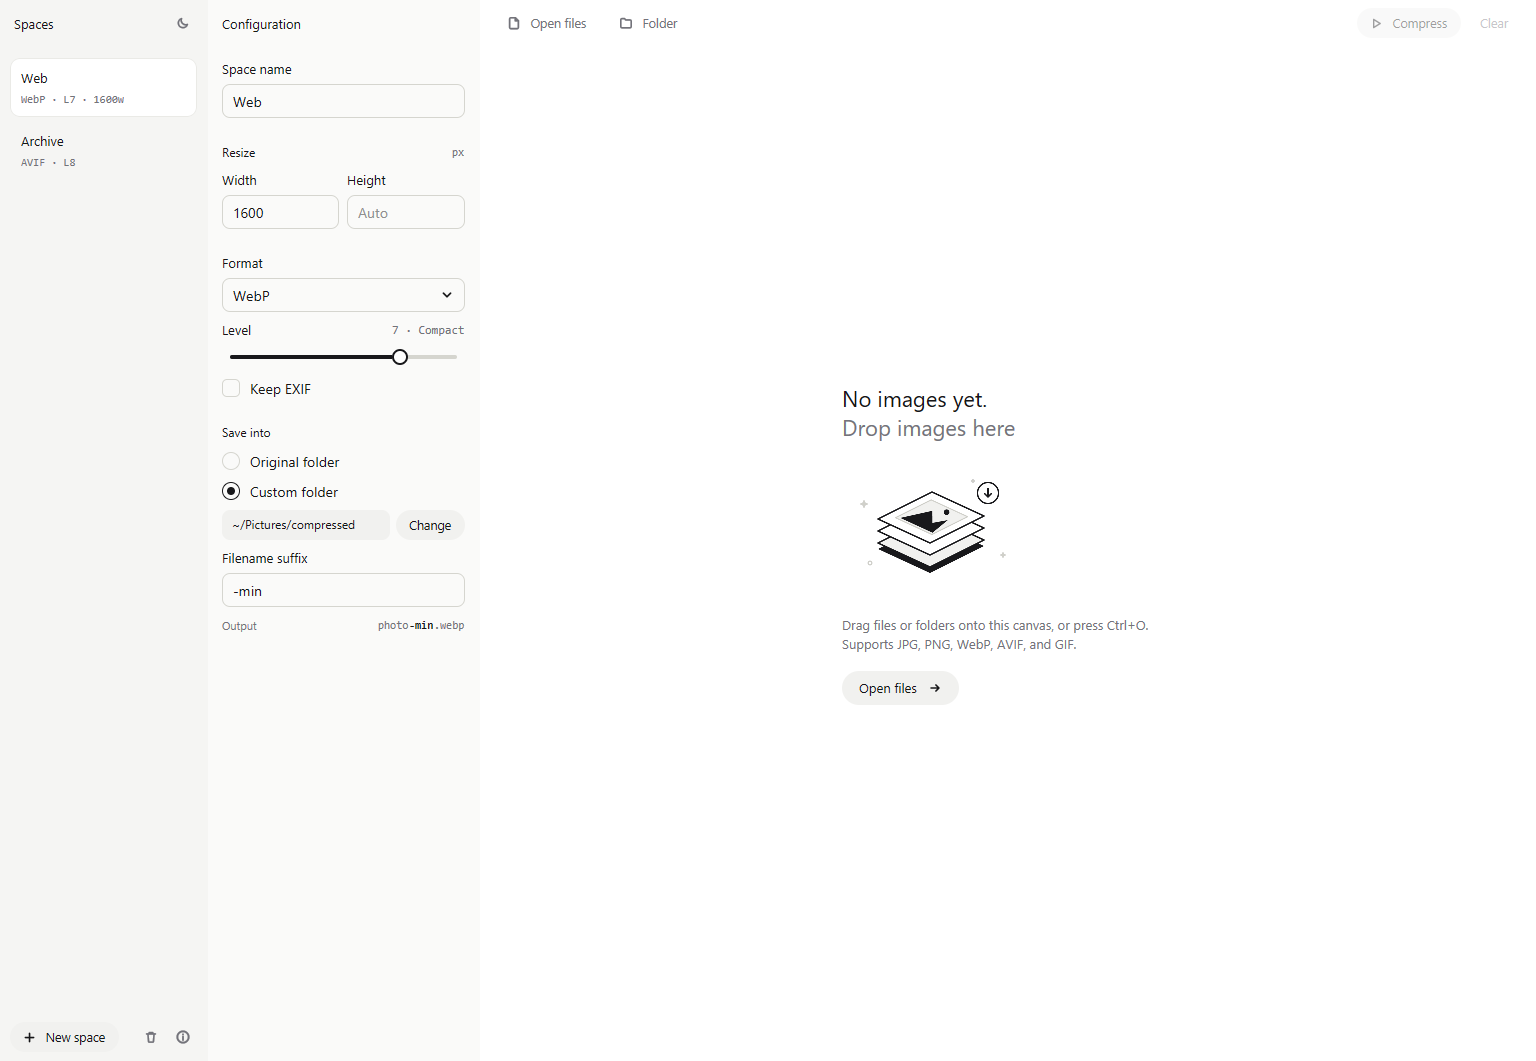 Spaces
Web
WebP · L7 · 1600w
Archive
AVIF · L8
New space
Configuration
Space name
Web
Resize px
Width Height
1600 Auto
Format
WebP
Level 7 · Compact
Keep EXIF
Save into
Original folder
Custom folder
~/Pictures/compressed Change
Filename suffix
-min
Output photo-min.webp
Open files Folder Compress Clear
No images yet.
Drop images here
Drag files or folders onto this canvas, or press Ctrl+O.
Supports JPG, PNG, WebP, AVIF, and GIF.
Open files